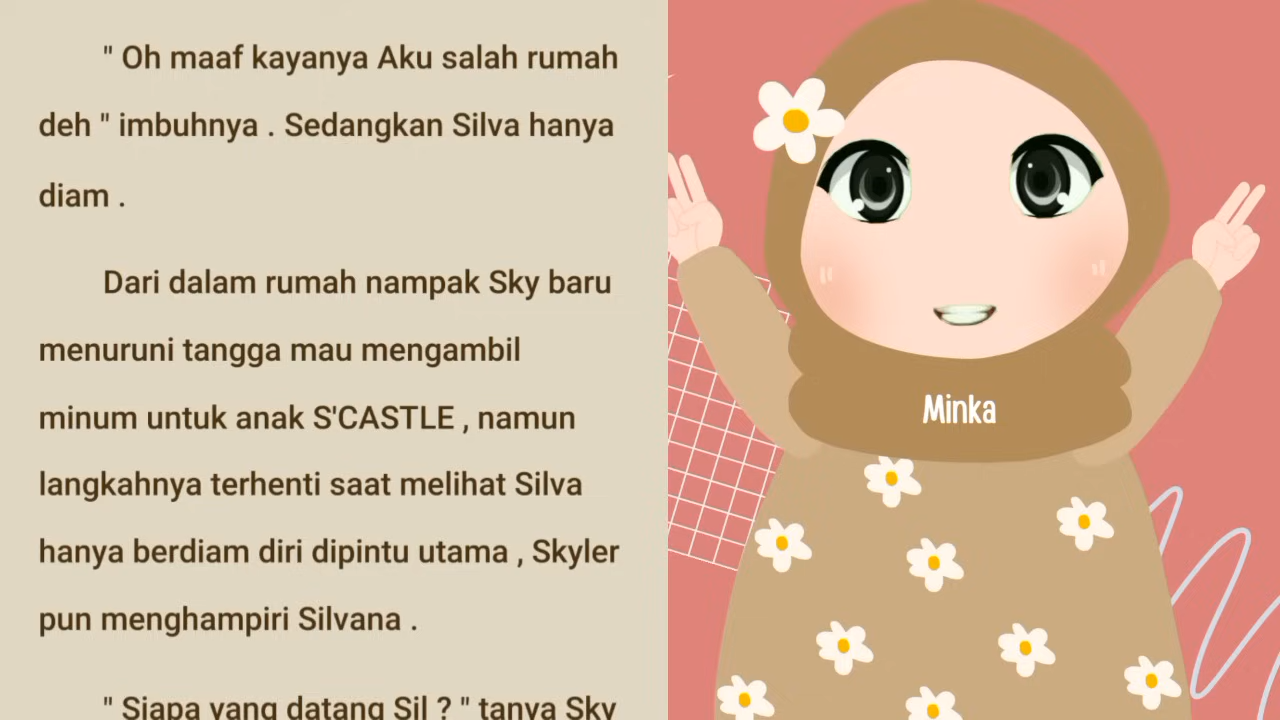 " Oh maaf kayanya Aku salah rumah
deh " imbuhnya . Sedangkan Silva hanya
diam .
Dari dalam rumah nampak Sky baru
menuruni tangga mau mengambil
minum untuk anak S'CASTLE , namun
langkahnya terhenti saat melihat Silva
hanya berdiam diri dipintu utama , Skyler
pun menghampiri Silvana .
" Siapa yang datang Sil ? " tanya Sky
Minka